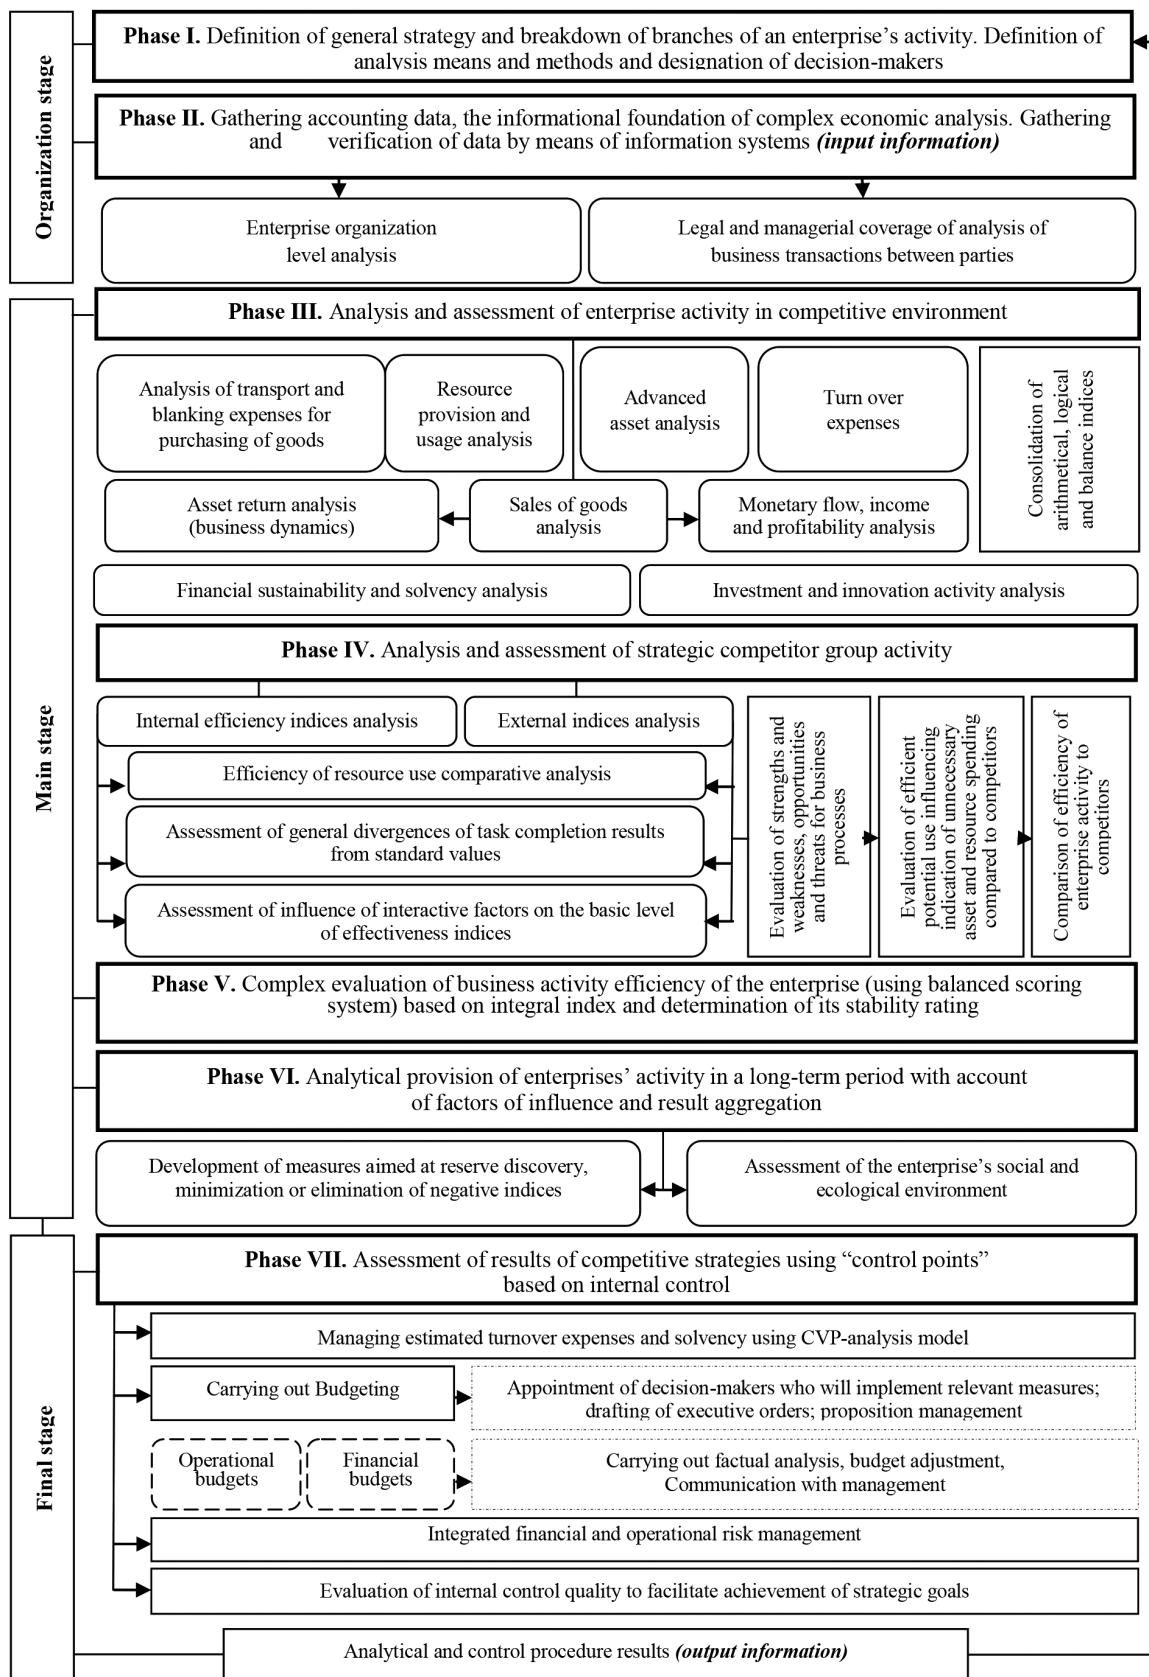 Organization stage
Phase I. Definition of general strategy and breakdown of branches of an enterprise’s activity. Definition of
analysis means and methods and designation of decision-makers
Phase II. Gathering accounting data, the informational foundation of complex economic analysis. Gathering
and verification of data by means of information systems (input information)
Enterprise organization
level analysis
Legal and managerial coverage of analysis of
business transactions between parties
Main stage
Phase III. Analysis and assessment of enterprise activity in competitive environment
Analysis of transport and
blanking expenses for
purchasing of goods
Resource
provision and
usage analysis
Advanced
asset analysis
Turn over
expenses
Consolidation of
arithmetical, logical
and balance indices
Asset return analysis
(business dynamics)
Sales of goods
analysis
Monetary flow, income
and profitability analysis
Financial sustainability and solvency analysis
Investment and innovation activity analysis
Phase IV. Analysis and assessment of strategic competitor group activity
Internal efficiency indices analysis
External indices analysis
Efficiency of resource use comparative analysis
Assessment of general divergences of task completion results
from standard values
Assessment of influence of interactive factors on the basic level
of effectiveness indices
Evaluation of strengths and
weaknesses, opportunities
and threats for business
processes
Evaluation of efficient
potential use influencing
indication of unnecessary
asset and resource spending
compared to competitors
Comparison of efficiency of
enterprise activity to
competitors
Phase V. Complex evaluation of business activity efficiency of the enterprise (using balanced scoring
system) based on integral index and determination of its stability rating
Phase VI. Analytical provision of enterprises’ activity in a long-term period with account
of factors of influence and result aggregation
Development of measures aimed at reserve discovery,
minimization or elimination of negative indices
Assessment of the enterprise’s social and
ecological environment
Final stage
Phase VII. Assessment of results of competitive strategies using “control points”
based on internal control
Managing estimated turnover expenses and solvency using CVP-analysis model
Carrying out Budgeting
Appointment of decision-makers who will implement relevant measures;
drafting of executive orders; proposition management
Operational
budgets
Financial
budgets
Carrying out factual analysis, budget adjustment,
Communication with management
Integrated financial and operational risk management
Evaluation of internal control quality to facilitate achievement of strategic goals
Analytical and control procedure results (output information)